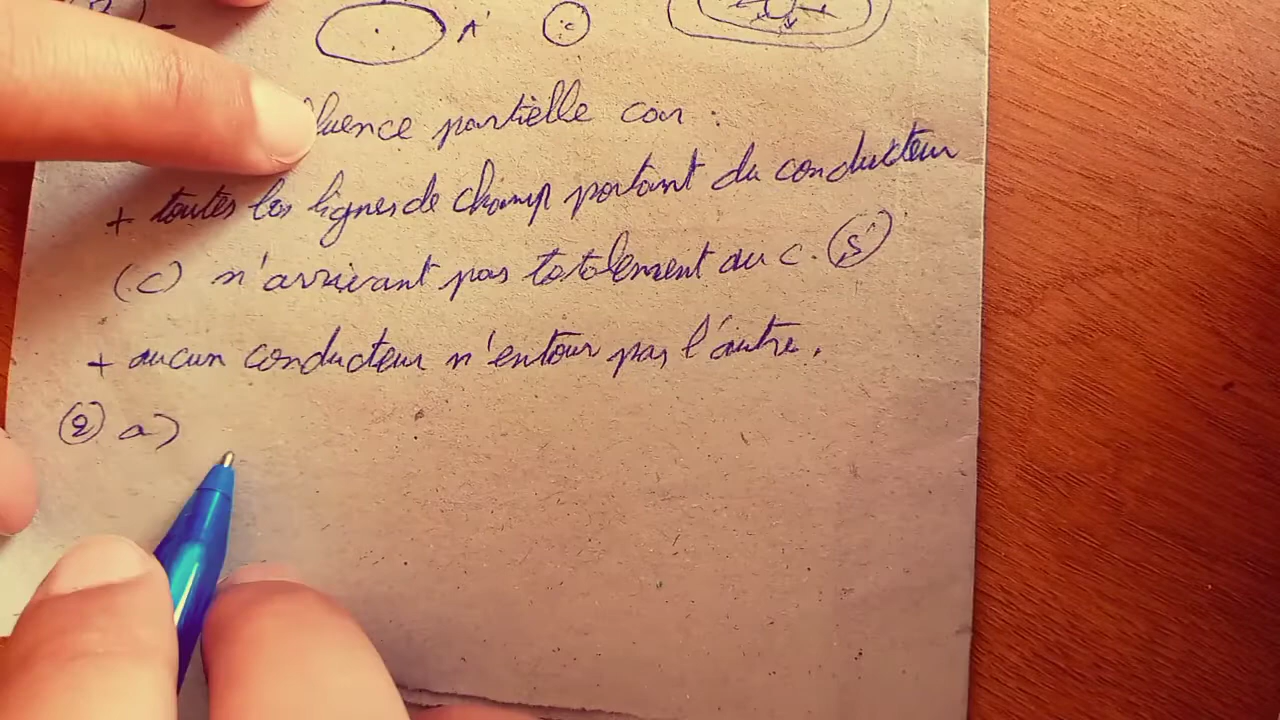 A'
c
fluence partielle car :
+ toutes les lignes de champ partant du conducteur
(c) n'arrivant pas totalement au c. (S')
+ aucun conducteur n'entour pas l'autre.
② a)